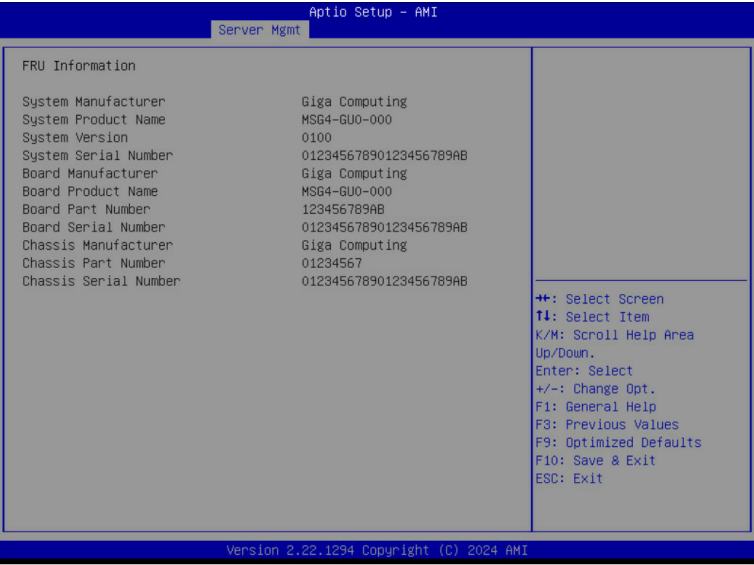 Aptio Setup – AMI
Server Mgmt
FRU Information
System Manufacturer Giga Computing
System Product Name MSG4-GU0-000
System Version 0100
System Serial Number 01234567890123456789AB
Board Manufacturer Giga Computing
Board Product Name MSG4-GU0-000
Board Part Number 123456789AB
Board Serial Number 01234567890123456789AB
Chassis Manufacturer Giga Computing
Chassis Part Number 01234567
Chassis Serial Number 01234567890123456789AB
→←: Select Screen
↑↓: Select Item
K/M: Scroll Help Area
Up/Down.
Enter: Select
+/-: Change Opt.
F1: General Help
F3: Previous Values
F9: Optimized Defaults
F10: Save & Exit
ESC: Exit
Version 2.22.1294 Copyright (C) 2024 AMI